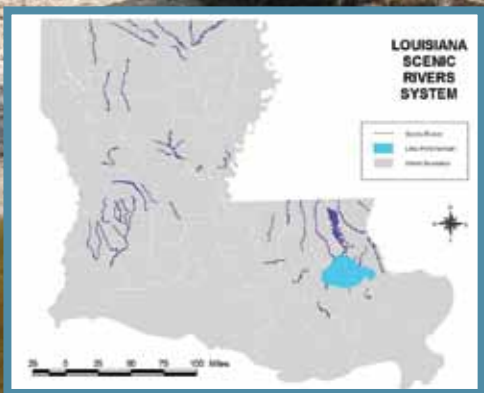 LOUISIANA
SCENIC
RIVERS
SYSTEM
Scenic Rivers
Lake Pontchartrain
25 0 25 50 75 100 Miles